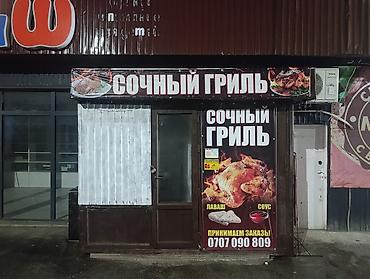 Ш
СОЧНЫЙ ГРИЛЬ
СОЧНЫЙ
ГРИЛЬ
ЛАВАШ СОУС
ПРИНИМАЕМ ЗАКАЗЫ
0707 090 809